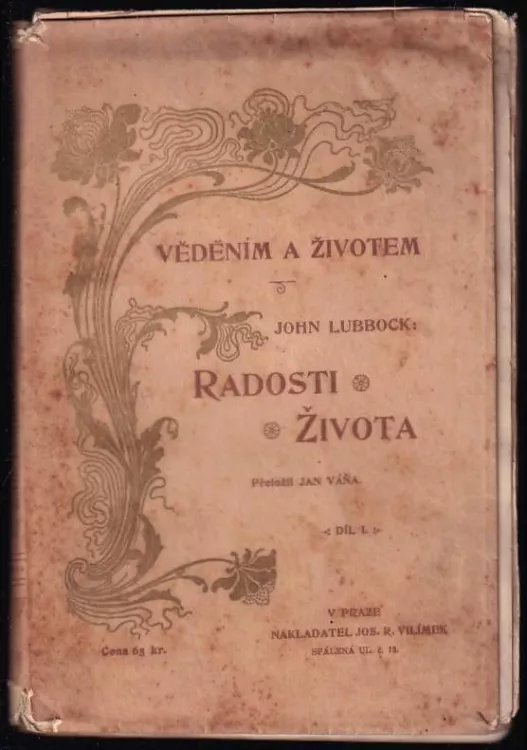 VĚDĚNÍM A ŽIVOTEM
JOHN LUBBOCK:
RADOSTI
ŽIVOTA
Přeložil JAN VÁŇA.
DÍL I.
V PRAZE
NAKLADATEL JOS. R. VILÍMEK
SPÁLENÁ UL. č. 13.
Cena 65 kr.